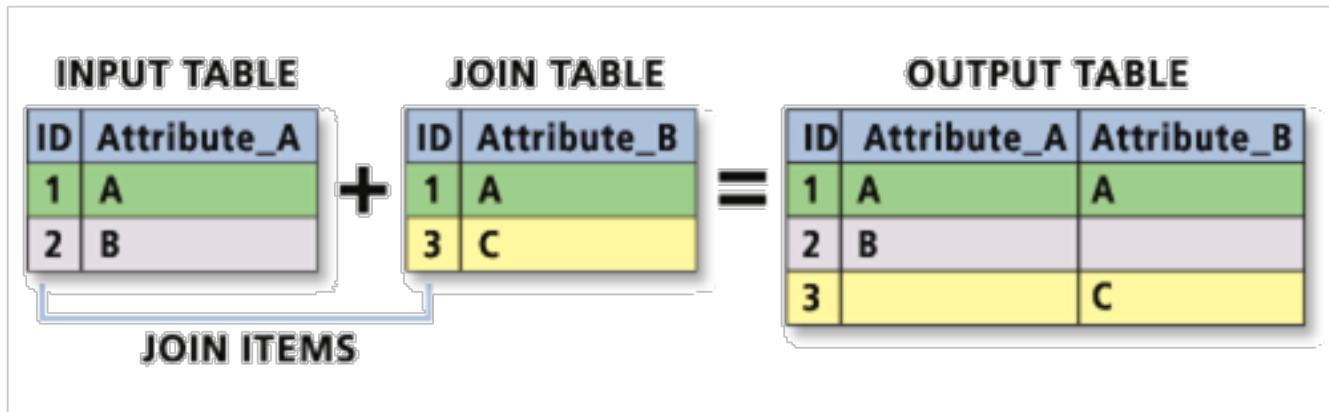 INPUT TABLE JOIN TABLE OUTPUT TABLE
ID Attribute_A ID Attribute_B ID Attribute_A Attribute_B
1 A + 1 A = 1 A A
2 B 3 C 2 B
3 C
JOIN ITEMS